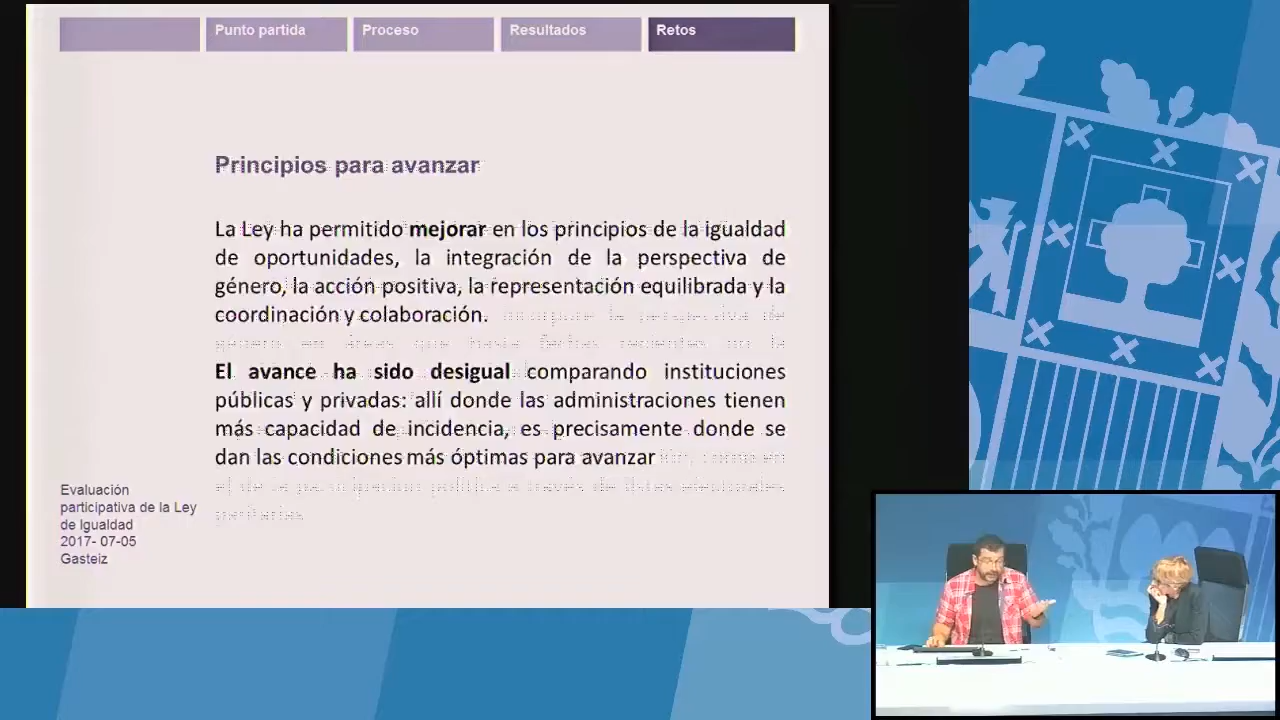 Punto partida
Proceso
Resultados
Retos
Principios para avanzar
La Ley ha permitido mejorar en los principios de la igualdad
de oportunidades, la integración de la perspectiva de
género, la acción positiva, la representación equilibrada y la
coordinación y colaboración.
El avance ha sido desigual comparando instituciones
públicas y privadas: allí donde las administraciones tienen
más capacidad de incidencia, es precisamente donde se
dan las condiciones más óptimas para avanzar
Evaluación
participativa de la Ley
de Igualdad
2017- 07-05
Gasteiz